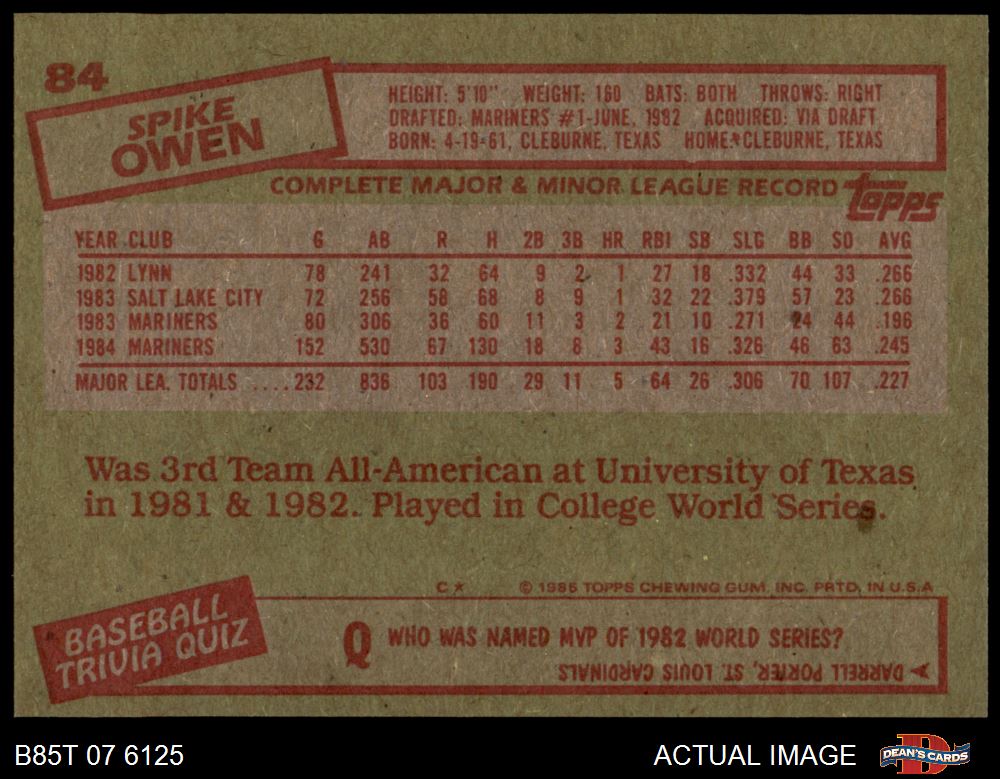 84
SPIKE
OWEN
HEIGHT: 5'10" WEIGHT: 160 BATS: BOTH THROWS: RIGHT
DRAFTED: MARINERS #1-JUNE, 1982 ACQUIRED: VIA DRAFT
BORN: 4-19-61, CLEBURNE, TEXAS HOME: CLEBURNE, TEXAS
COMPLETE MAJOR & MINOR LEAGUE RECORD topps
YEAR CLUB G AB R H 2B 3B HR RBI SB SLG BB SO AVG
1982 LYNN 78 241 32 64 9 2 1 27 18 .332 44 33 .266
1983 SALT LAKE CITY 72 256 58 68 8 9 1 32 22 .379 57 23 .266
1983 MARINERS 80 306 36 60 11 3 2 21 10 .271 24 44 .196
1984 MARINERS 152 530 67 130 18 8 3 43 16 .326 46 63 .245
MAJOR LEA. TOTALS ....232 836 103 190 29 11 5 64 26 .306 70 107 .227
Was 3rd Team All-American at University of Texas
in 1981 & 1982. Played in College World Series.
C* © 1985 TOPPS CHEWING GUM, INC. PRTD. IN U.S.A
BASEBALL
TRIVIA QUIZ
Q WHO WAS NAMED MVP OF 1982 WORLD SERIES?
A DARRELL PORTER, ST. LOUIS CARDINALS
B85T 07 6125 ACTUAL IMAGE D DEAN'S CARDS